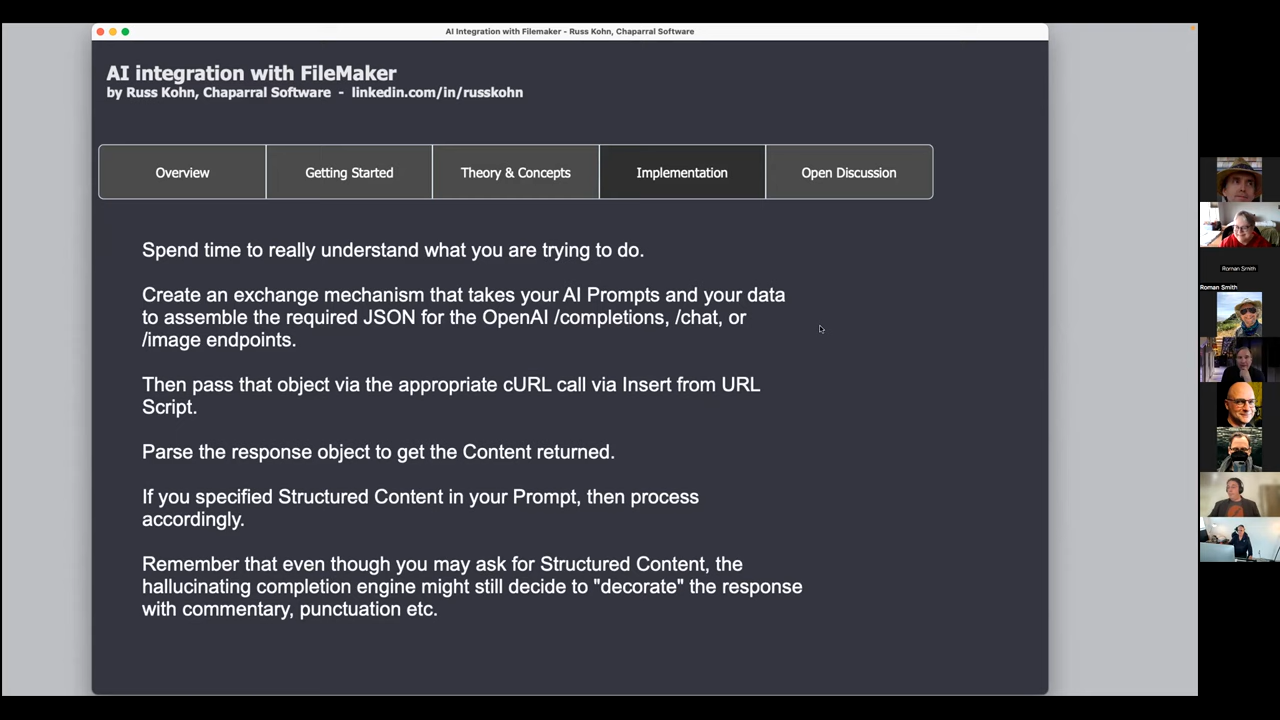 AI Integration with Filemaker - Russ Kohn, Chaparral Software
AI integration with FileMaker
by Russ Kohn, Chaparral Software - linkedin.com/in/russkohn
Overview
Getting Started
Theory & Concepts
Implementation
Open Discussion
Spend time to really understand what you are trying to do.
Create an exchange mechanism that takes your AI Prompts and your data
to assemble the required JSON for the OpenAI /completions, /chat, or
/image endpoints.
Then pass that object via the appropriate cURL call via Insert from URL
Script.
Parse the response object to get the Content returned.
If you specified Structured Content in your Prompt, then process
accordingly.
Remember that even though you may ask for Structured Content, the
hallucinating completion engine might still decide to "decorate" the response
with commentary, punctuation etc.
Roman Smith
Roman Smith